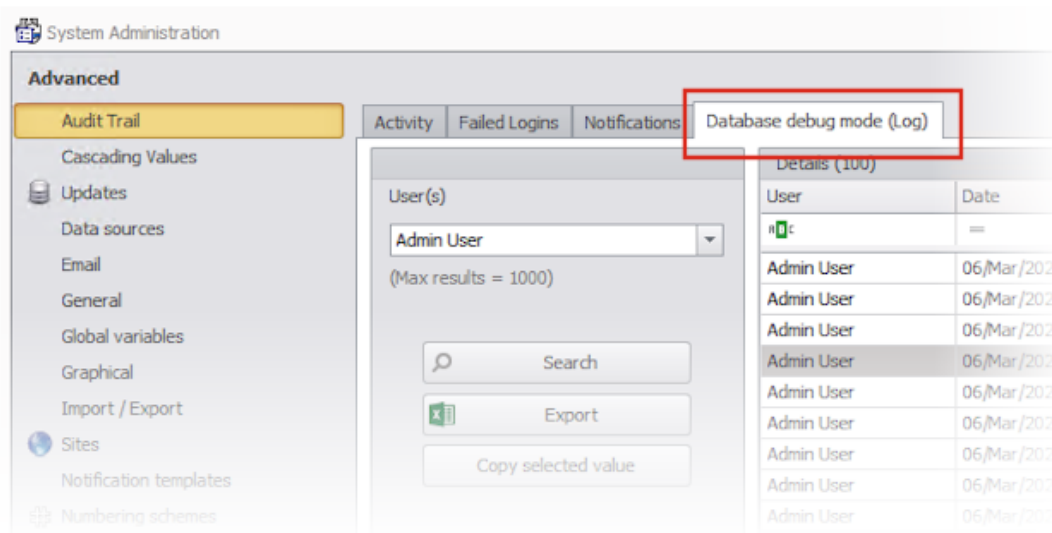 System Administration
Advanced
Audit Trail
Cascading Values
Updates
Data sources
Email
General
Global variables
Graphical
Import / Export
Sites
Notification templates
Numbering schemes
Activity Failed Logins Notifications Database debug mode (Log)
User(s)
Admin User
(Max results = 1000)
Search
Export
Copy selected value
Details (100)
User Date
ABC =
Admin User 06/Mar/202
Admin User 06/Mar/202
Admin User 06/Mar/202
Admin User 06/Mar/202
Admin User 06/Mar/202
Admin User 06/Mar/202
Admin User 06/Mar/202
Admin User 06/Mar/202
Admin User 06/Mar/202